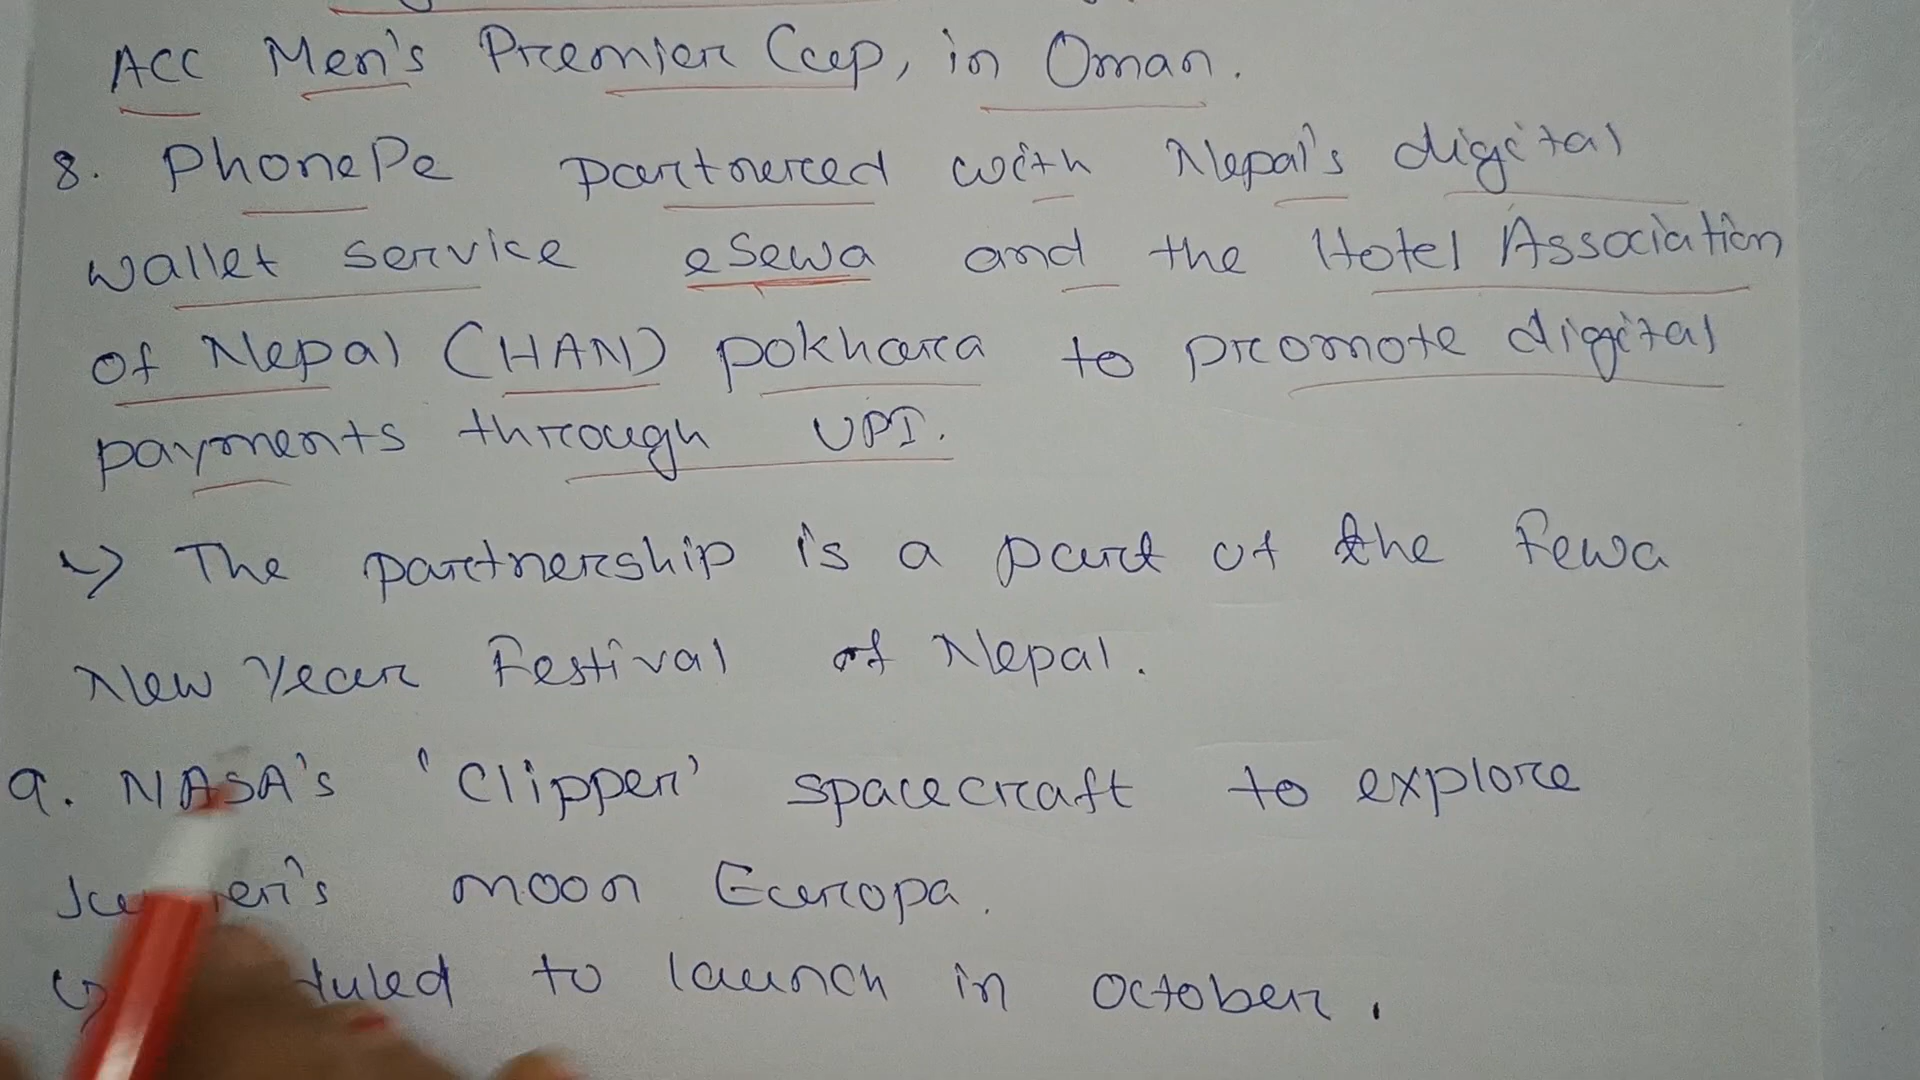 ACC Men's Premier Cup, in Oman.
8. PhonePe partnered with Nepal's digital
wallet service eSewa and the Hotel Association
of Nepal (HAN) pokhara to promote digital
payments through UPI.
↳ The partnership is a part of the Fewa
New Year Festival of Nepal.
9. NASA's 'Clipper' spacecraft to explore
moon Europa.
to launch in October.